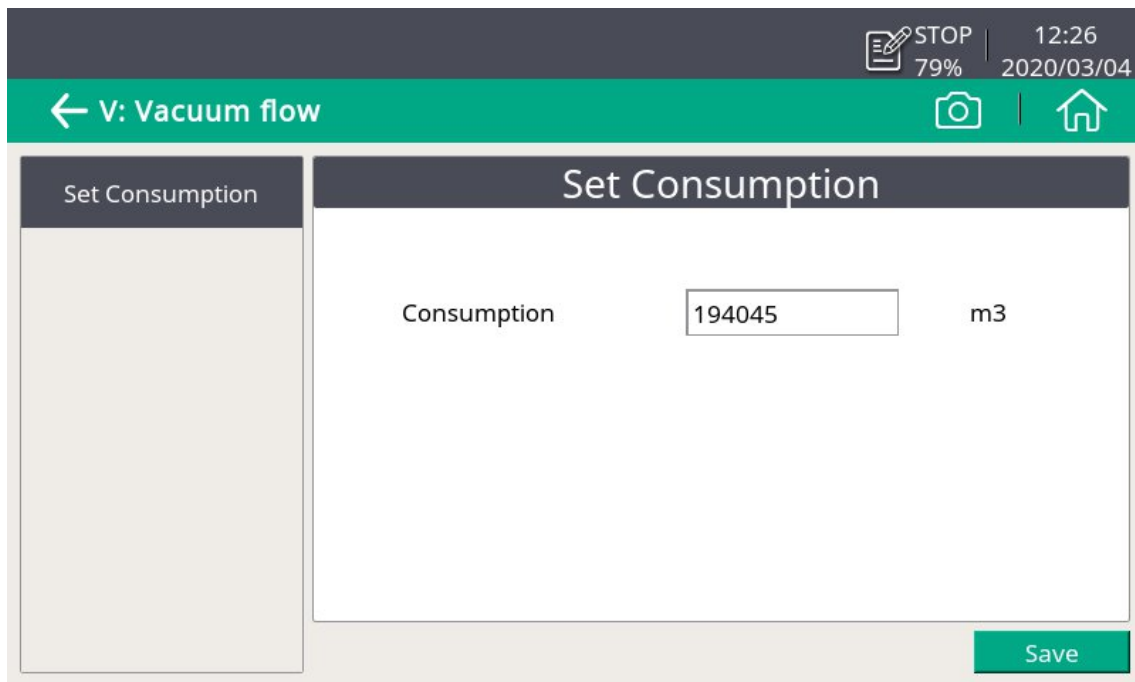 STOP
79%
12:26
2020/03/04
V: Vacuum flow
Set Consumption
Set Consumption
Consumption 194045 m3
Save